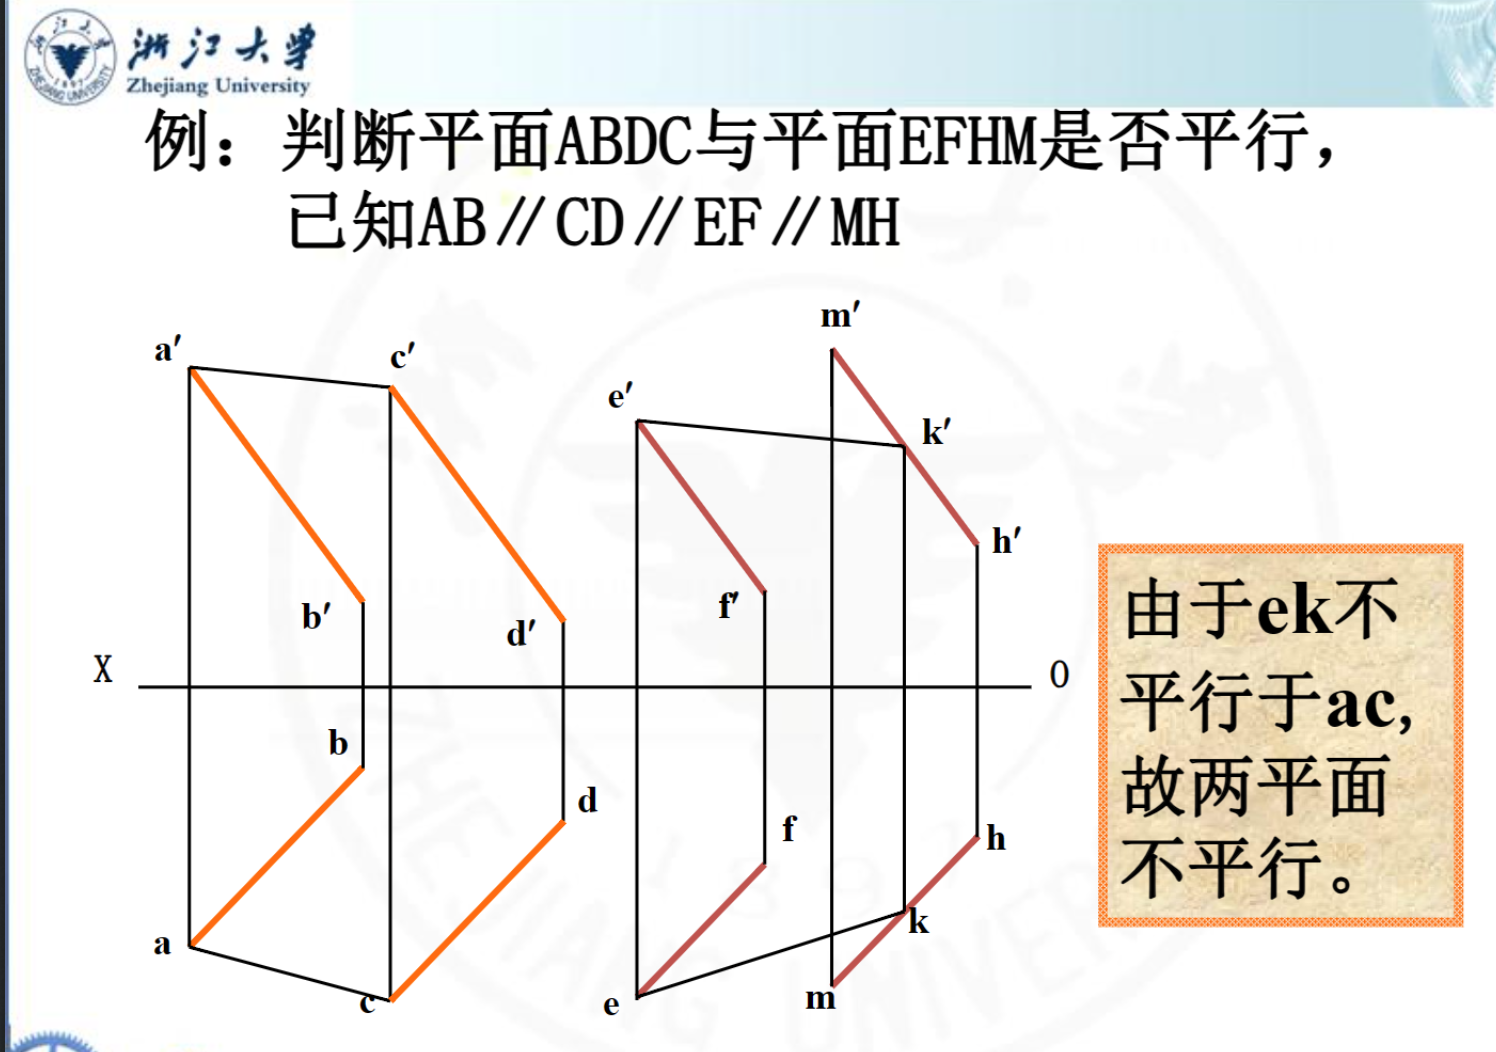 浙江大学
Zhejiang University
例：判断平面ABDC与平面EFHM是否平行，
已知AB∥CD∥EF∥MH
m′
a′
c′
e′
k′
h′
b′
f′
d′
X
O
b
d
f
h
a
k
c
e
m
由于ek不
平行于ac,
故两平面
不平行。